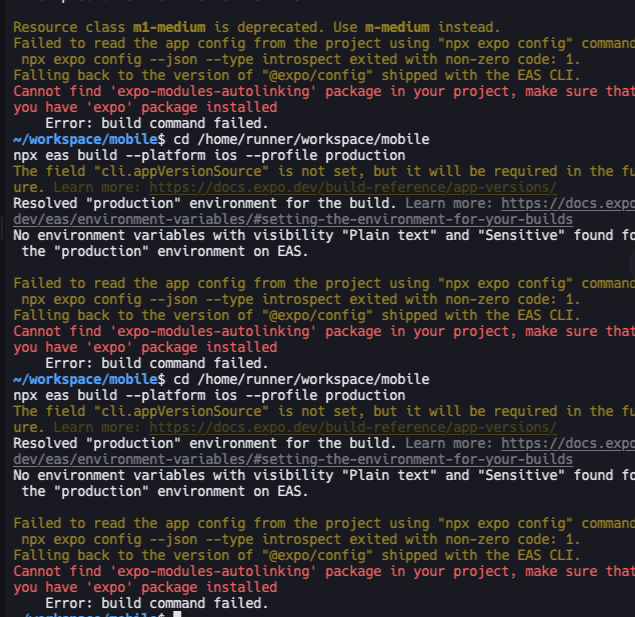 Resource class m1-medium is deprecated. Use m-medium instead.
Failed to read the app config from the project using "npx expo config" command
npx expo config --json --type introspect exited with non-zero code: 1.
Falling back to the version of "@expo/config" shipped with the EAS CLI.
Cannot find 'expo-modules-autolinking' package in your project, make sure that
you have 'expo' package installed
Error: build command failed.
~/workspace/mobile$ cd /home/runner/workspace/mobile
npx eas build --platform ios --profile production
The field "cli.appVersionSource" is not set, but it will be required in the fu
ure. Learn more: https://docs.expo.dev/build-reference/app-versions/
Resolved "production" environment for the build. Learn more: https://docs.expo
dev/eas/environment-variables/#setting-the-environment-for-your-builds
No environment variables with visibility "Plain text" and "Sensitive" found fo
the "production" environment on EAS.
Failed to read the app config from the project using "npx expo config" command
npx expo config --json --type introspect exited with non-zero code: 1.
Falling back to the version of "@expo/config" shipped with the EAS CLI.
Cannot find 'expo-modules-autolinking' package in your project, make sure that
you have 'expo' package installed
Error: build command failed.
~/workspace/mobile$ cd /home/runner/workspace/mobile
npx eas build --platform ios --profile production
The field "cli.appVersionSource" is not set, but it will be required in the fu
ure. Learn more: https://docs.expo.dev/build-reference/app-versions/
Resolved "production" environment for the build. Learn more: https://docs.expo
dev/eas/environment-variables/#setting-the-environment-for-your-builds
No environment variables with visibility "Plain text" and "Sensitive" found fo
the "production" environment on EAS.
Failed to read the app config from the project using "npx expo config" command
npx expo config --json --type introspect exited with non-zero code: 1.
Falling back to the version of "@expo/config" shipped with the EAS CLI.
Cannot find 'expo-modules-autolinking' package in your project, make sure that
you have 'expo' package installed
Error: build command failed.
~/workspace/mobile$